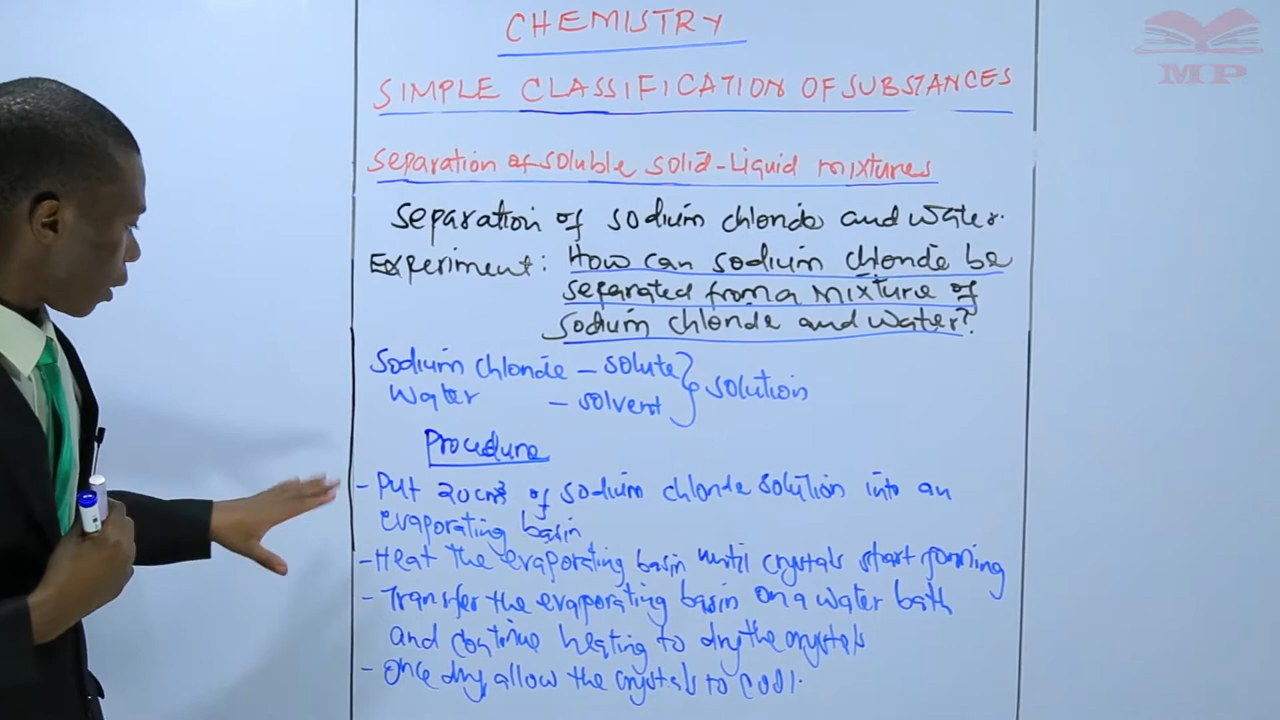 CHEMISTRY
MP
SIMPLE CLASSIFICATION OF SUBSTANCES
Separation of soluble solid-Liquid mixtures
Separation of sodium chloride and water.
Experiment: How can sodium chloride be
separated from a mixture of
sodium chloride and water?
Sodium chloride - solute
Water - solvent } solution
Procedure
- Put 20cm³ of sodium chloride solution into an
evaporating basin
- Heat the evaporating basin until crystals start forming
- Transfer the evaporating basin on a water bath
and continue heating to dry the crystals
- Once dry, allow the crystals to cool.